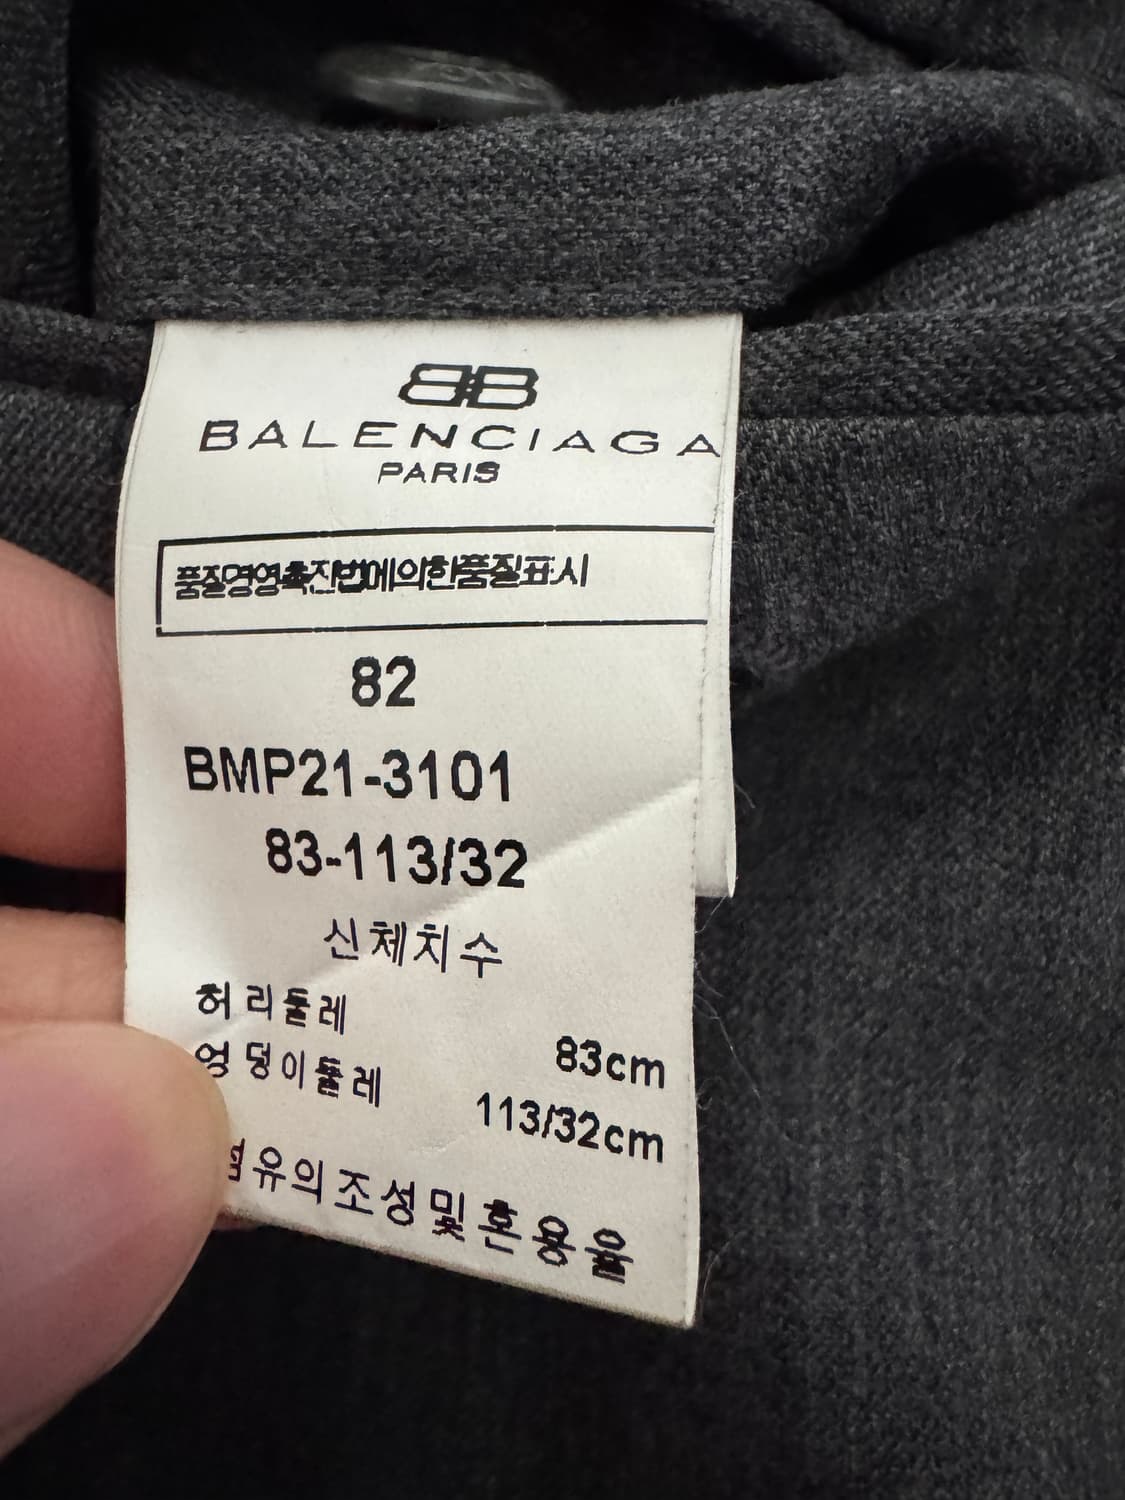 BB
BALENCIAGA
PARIS
품질경영촉진법에의한품질표시
82
BMP21-3101
83-113/32
신체치수
허리둘레 83cm
엉덩이둘레 113/32cm
섬유의조성및혼용율